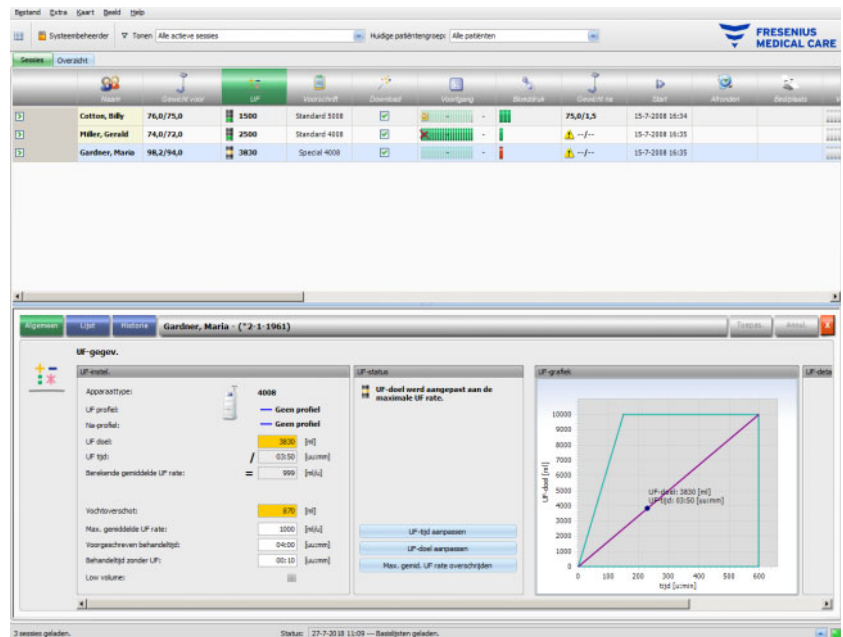 Bestand Extra Kaart Beeld Help
Systeembeheerder Tonen Alle actieve sessies Huidige patiëntengroep: Alle patiënten
FRESENIUS
MEDICAL CARE
Sessies Overzicht
Naam Gewicht voor UF Voorschrift Download Voortgang Bloeddruk Gewicht na Start Afronden Bedplaats
Cotton, Billy 76,0/75,0 1500 Standard 5008 - - 75,0/1,5 15-7-2008 16:34
Miller, Gerald 74,0/72,0 2500 Standard 4008 --/-- 15-7-2008 16:35
Gardner, Maria 98,2/94,0 3830 Special 4008 - - --/-- 15-7-2008 16:35
Algemeen Lijst Historie Gardner, Maria - (*2-1-1961) Toepas. Annul. X
UF-gegev.
UF-instel. UF-status UF-grafiek UF-deta
Apparaattype: 4008
UF profiel: Geen profiel
Na-profiel: Geen profiel
UF doel: 3830 [ml]
UF tijd: / 03:50 [uu:mm]
Berekende gemiddelde UF rate: = 999 [ml/u]
Vochtoverschot: 870 [ml]
Max. gemiddelde UF rate: 1000 [ml/u]
Voorgeschreven behandeltijd: 04:00 [uu:mm]
Behandeltijd zonder UF: 00:10 [uu:mm]
Low volume:
UF-doel werd aangepast aan de
maximale UF rate.
UF-tijd aanpassen
UF-doel aanpassen
Max. gemid. UF rate overschrijden
10000
9000
8000
7000
6000
5000
4000
3000
2000
1000
0
UF-doel [ml]
UF-doel: 3830 [ml]
UF-tijd: 03:50 [uu:mm]
0 100 200 300 400 500 600
tijd [u:min]
3 sessies geladen. Status: 27-7-2018 11:09 --- Basislijsten geladen.